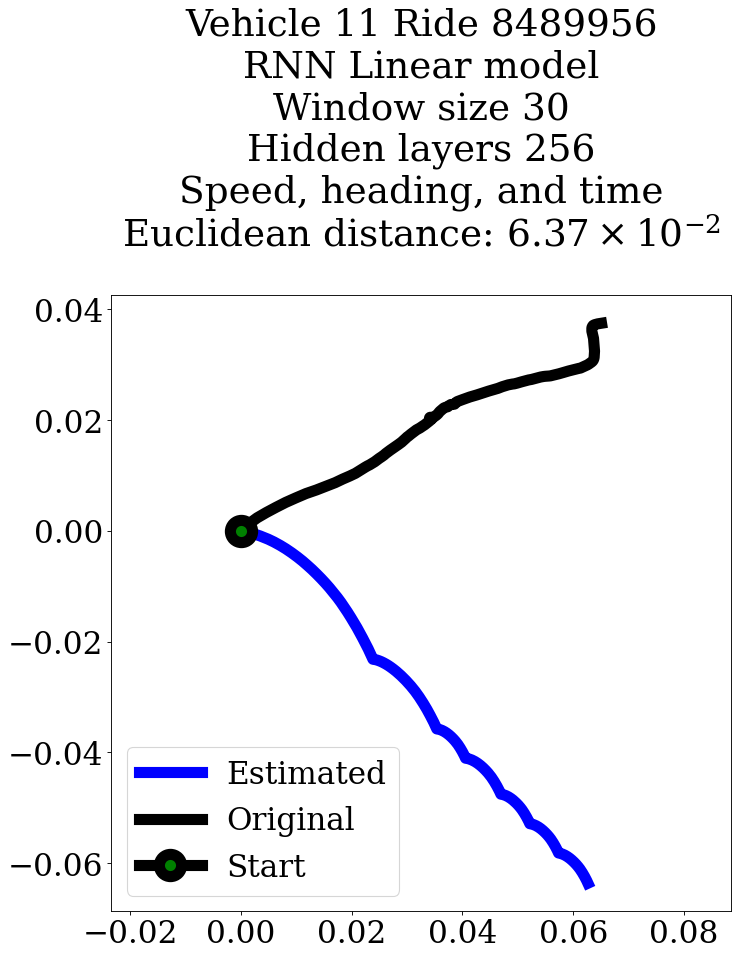 Vehicle 11 Ride 8489956
RNN Linear model
Window size 30
Hidden layers 256
Speed, heading, and time
Euclidean distance: 6.37 × 10⁻²
0.04
0.02
0.00
−0.02
−0.04
−0.06
Estimated
Original
Start
−0.02 0.00 0.02 0.04 0.06 0.08